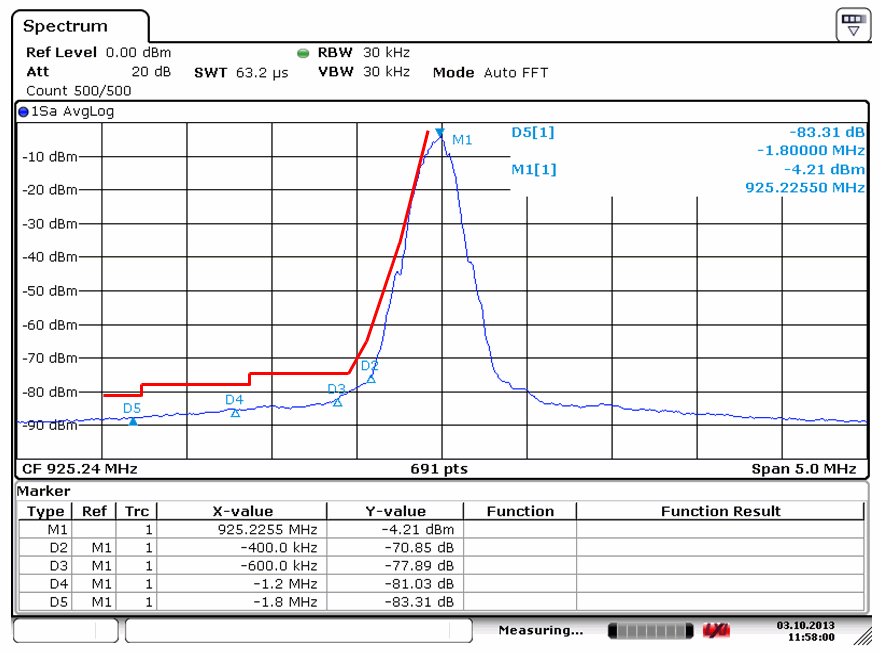 Spectrum
Ref Level 0.00 dBm RBW 30 kHz
Att 20 dB SWT 63.2 µs VBW 30 kHz Mode Auto FFT
Count 500/500
1Sa AvgLog
D5[1] -83.31 dB
-1.80000 MHz
M1[1] -4.21 dBm
925.22550 MHz
M1
-10 dBm
-20 dBm
-30 dBm
-40 dBm
-50 dBm
-60 dBm
-70 dBm
D2
-80 dBm
D3
D4
D5
-90 dBm
CF 925.24 MHz 691 pts Span 5.0 MHz
Marker
Type Ref Trc X-value Y-value Function Function Result
M1 1 925.2255 MHz -4.21 dBm
D2 M1 1 -400.0 kHz -70.85 dB
D3 M1 1 -600.0 kHz -77.89 dB
D4 M1 1 -1.2 MHz -81.03 dB
D5 M1 1 -1.8 MHz -83.31 dB
Measuring... 03.10.2013
11:58:00